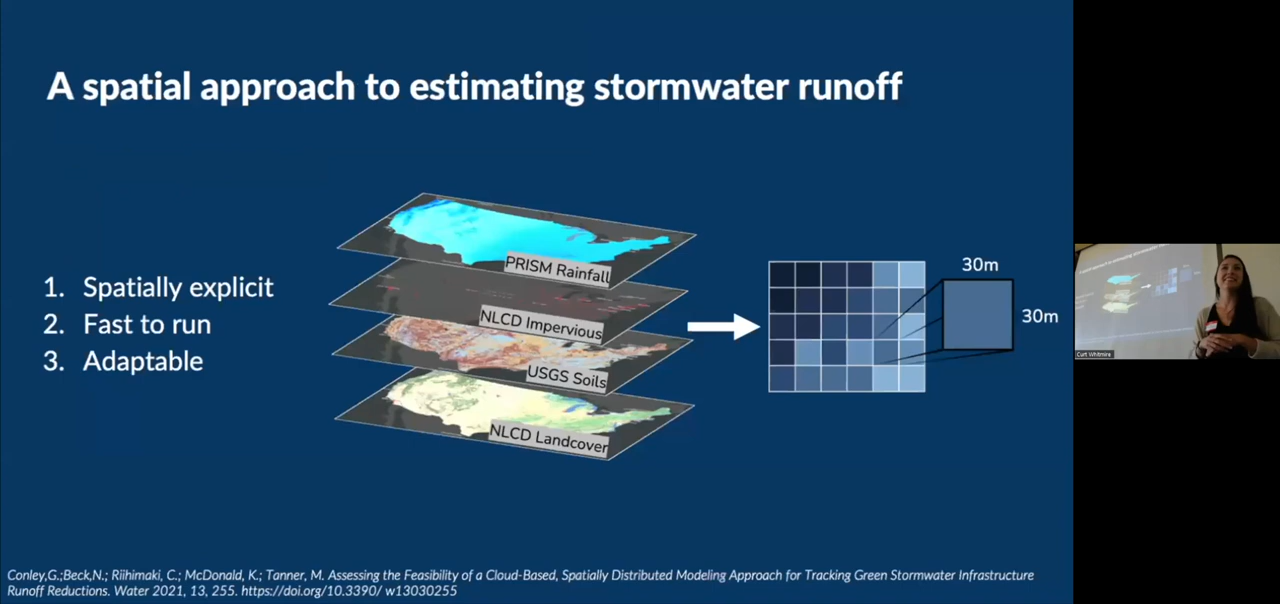 A spatial approach to estimating stormwater runoff
1. Spatially explicit
2. Fast to run
3. Adaptable
PRISM Rainfall
NLCD Impervious
USGS Soils
NLCD Landcover
30m
30m
Conley,G.;Beck,N.; Riihimaki, C.; McDonald, K.; Tanner, M. Assessing the Feasibility of a Cloud-Based, Spatially Distributed Modeling Approach for Tracking Green Stormwater Infrastructure
Runoff Reductions. Water 2021, 13, 255. https://doi.org/10.3390/ w13030255
Curt Whitmire